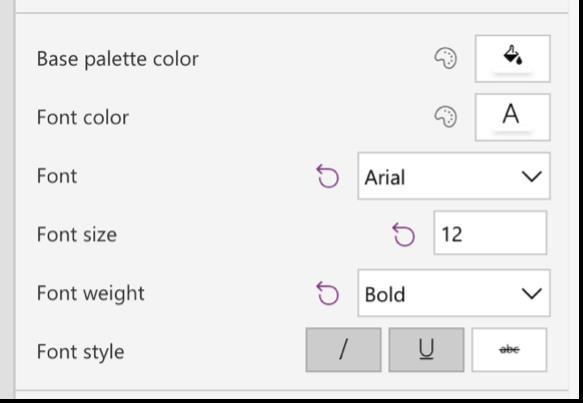 Base palette color
Font color A
Font Arial
Font size 12
Font weight Bold
Font style / U abc